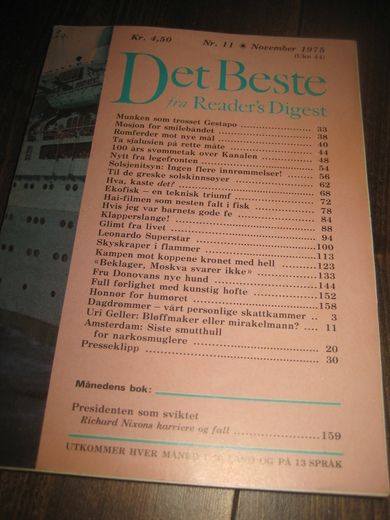 Kr. 4,50 Nr. 11 ★ November 1975
(Uke 44)
Det Beste
fra Reader's Digest
Munken som trosset Gestapo 33
Mosjon for smilebåndet 38
Romferder mot nye mål 40
Ta sjalusien på rette måte 44
100 års svømmetak over Kanalen 48
Nytt fra legefronten 54
Solsjenitsyn: Ingen flere innrømmelser! 56
Til de greske solskinnsøyer 62
Hva, kaste det? 68
Ekofisk – en teknisk triumf 72
Hai-filmen som nesten falt i fisk 78
Hvis jeg var barnets gode fe 84
Klapperslange! 88
Glimt fra livet 94
Leonardo Superstar 100
Skyskraper i flammer 113
Kampen mot koppene kronet med hell 123
«Beklager, Moskva svarer ikke» 133
Fru Donovans nye hund 144
Full førlighet med kunstig hofte 152
Honnør for humøret 158
Dagdrømmer – vårt personlige skattkammer 3
Uri Geller: Bløffmaker eller mirakelmann? 11
Amsterdam: Siste smutthull
for narkosmuglere 20
Presseklipp 30
Månedens bok:
Presidenten som sviktet
Richard Nixons karriere og fall 159
UTKOMMER HVER MÅNED I LAND OG PÅ 13 SPRÅK